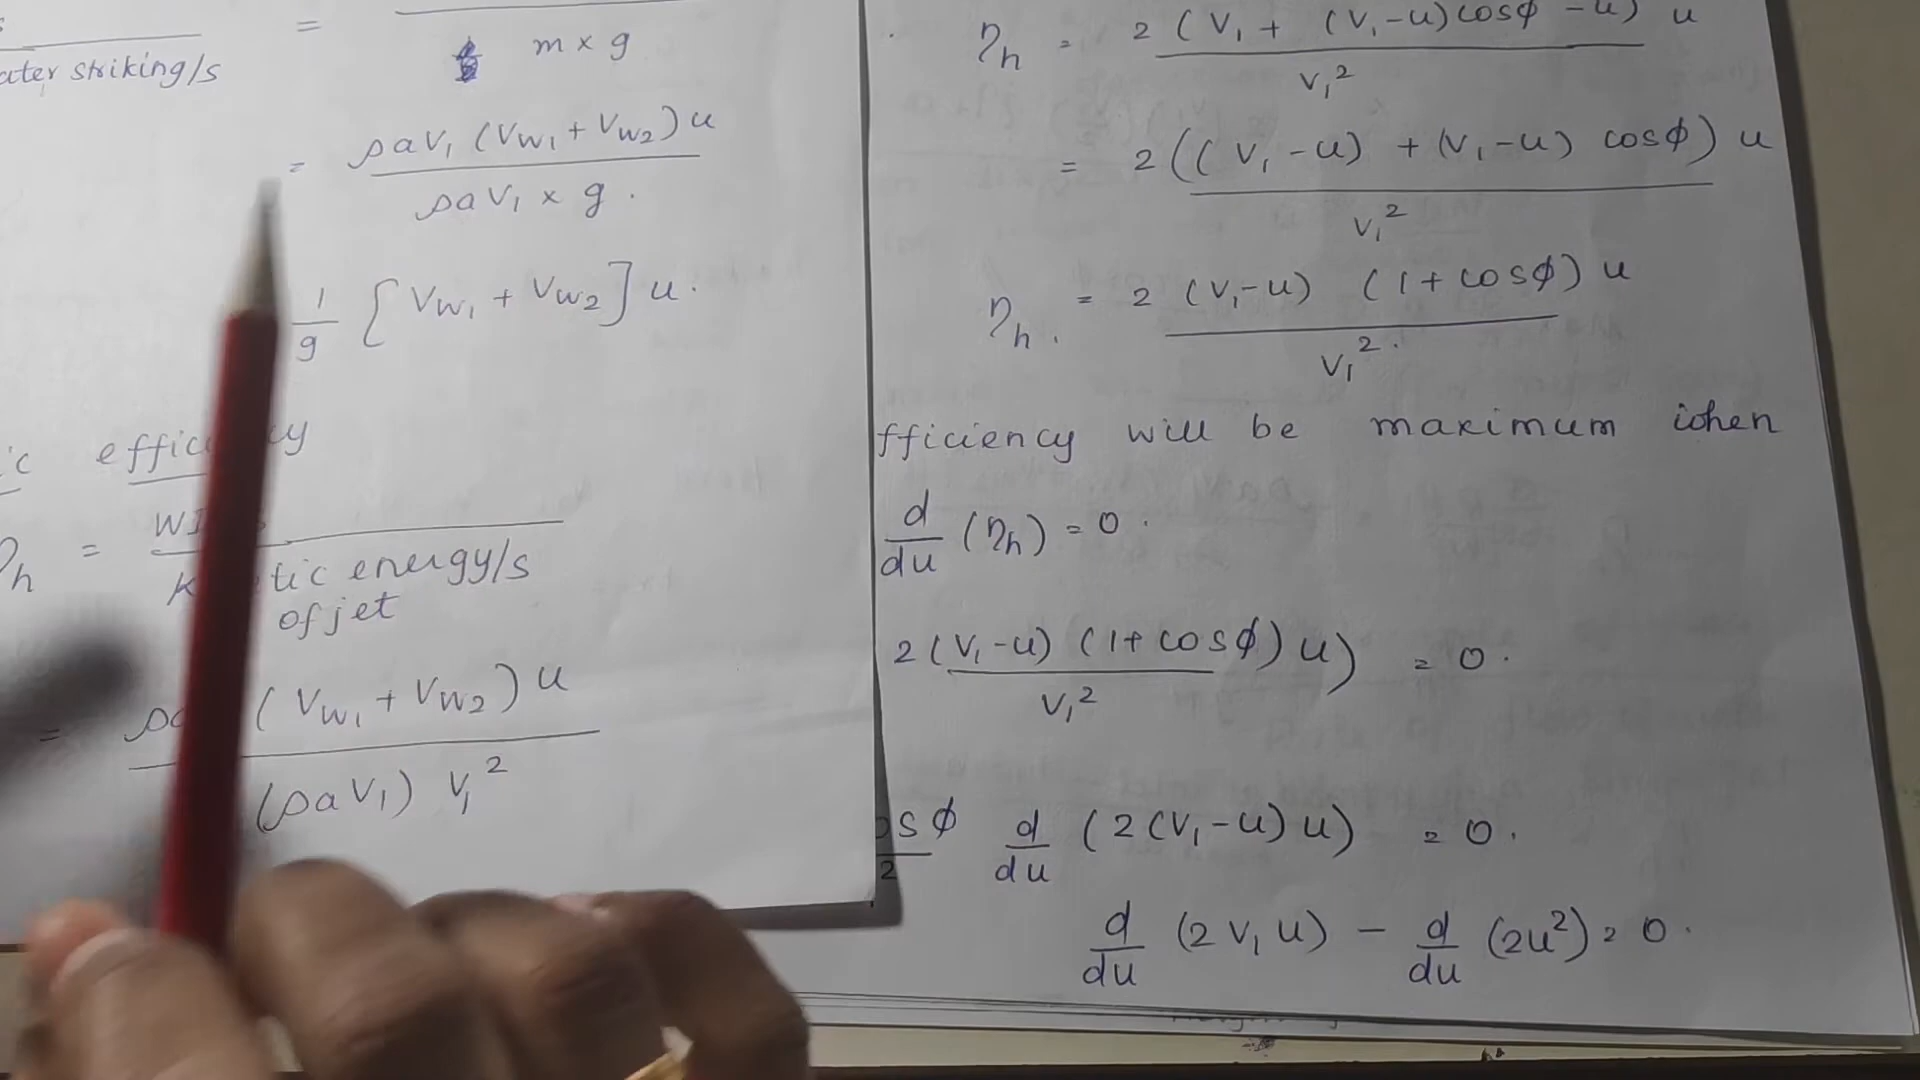 =
m x g
ater striking/s
= ρaV₁ (Vw₁ + Vw₂) u
ρaV₁ x g .
1/g [Vw₁ + Vw₂] u .
ηh = WD
energy/s
of jet
= (Vw₁ + Vw₂) u
(ρaV₁) V₁²
ηh = 2 (V₁ + (V₁-u) cosϕ - u) u
V₁²
= 2 ((V₁-u) + (V₁-u) cosϕ) u
V₁²
ηh . = 2 (V₁-u) (1+cosϕ) u
V₁² .
fficiency will be maximum when
d/du (ηh) = 0 .
2 (V₁-u) (1+cosϕ) u) = 0 .
V₁²
osϕ d/du (2(V₁-u) u) = 0 .
2
d/du (2V₁u) - d/du (2u²) = 0 .